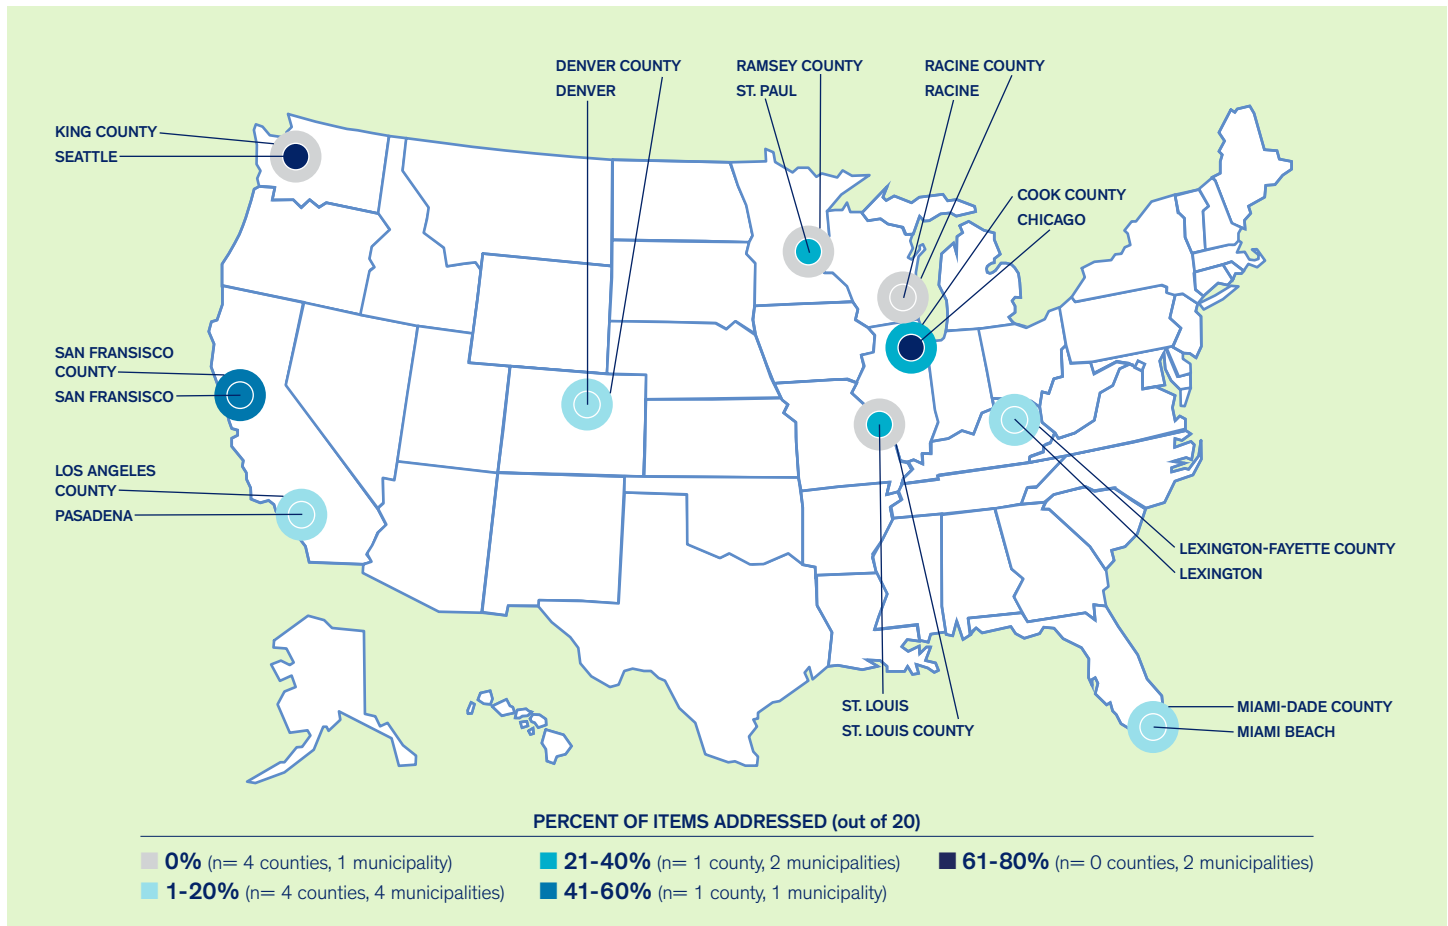 DENVER COUNTY
DENVER
RAMSEY COUNTY
ST. PAUL
RACINE COUNTY
RACINE
KING COUNTY
SEATTLE
COOK COUNTY
CHICAGO
SAN FRANSISCO
COUNTY
SAN FRANSISCO
LOS ANGELES
COUNTY
PASADENA
LEXINGTON-FAYETTE COUNTY
LEXINGTON
ST. LOUIS
ST. LOUIS COUNTY
MIAMI-DADE COUNTY
MIAMI BEACH
PERCENT OF ITEMS ADDRESSED (out of 20)
0% (n= 4 counties, 1 municipality)
1-20% (n= 4 counties, 4 municipalities)
21-40% (n= 1 county, 2 municipalities)
41-60% (n= 1 county, 1 municipality)
61-80% (n= 0 counties, 2 municipalities)